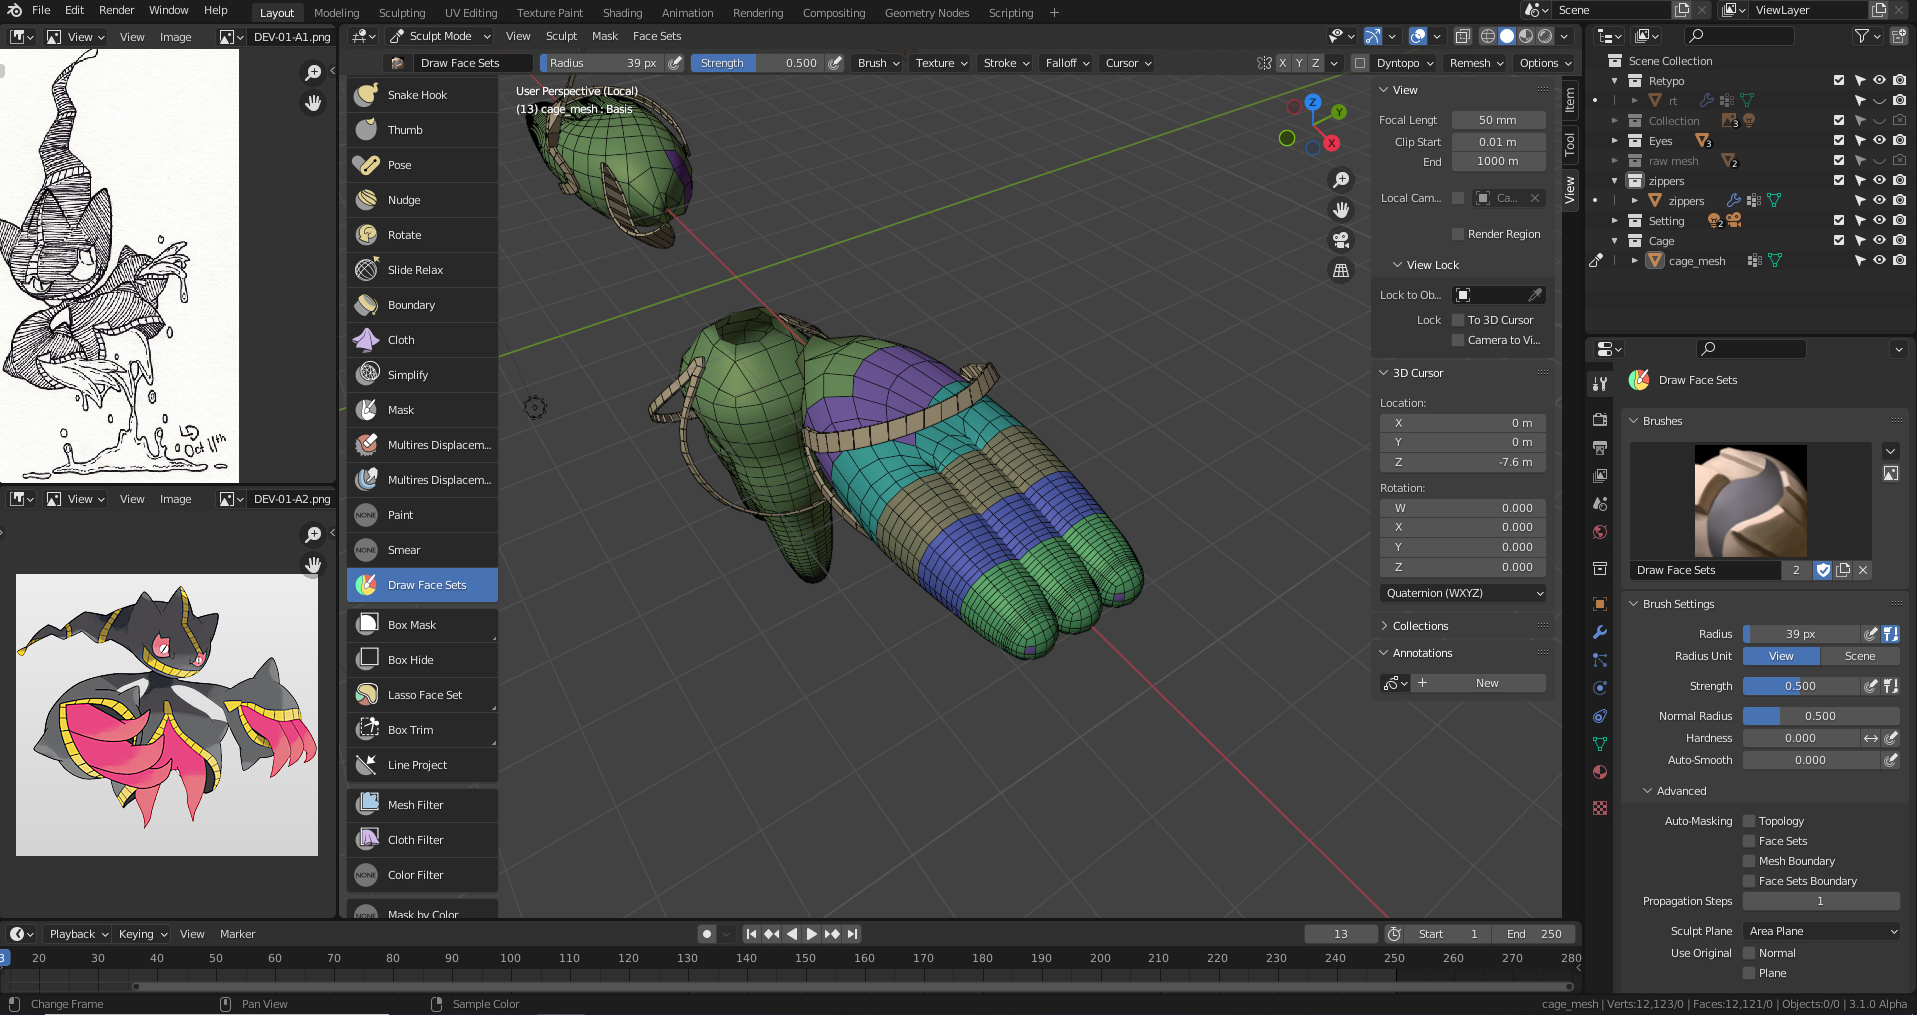 File Edit Render Window Help Layout Modeling Sculpting UV Editing Texture Paint Shading Animation Rendering Compositing Geometry Nodes Scripting + Scene ViewLayer
View View Image DEV-01-A1.png
Sculpt Mode View Sculpt Mask Face Sets
Draw Face Sets Radius 39 px Strength 0.500 Brush Texture Stroke Falloff Cursor X Y Z Dyntopo Remesh Options
Oct 11th
View View Image DEV-01-A2.png
Snake Hook
Thumb
Pose
Nudge
Rotate
Slide Relax
Boundary
Cloth
Simplify
Mask
Multires Displacem...
Multires Displacem...
NONE Paint
NONE Smear
Draw Face Sets
Box Mask
Box Hide
Lasso Face Set
Box Trim
Line Project
Mesh Filter
Cloth Filter
NONE Color Filter
NONE Mask by Color
User Perspective (Local)
(13) cage_mesh : Basis
Z
Y
X
View
Focal Lengt 50 mm
Clip Start 0.01 m
End 1000 m
Local Cam... Ca...
Render Region
View Lock
Lock to Ob...
Lock To 3D Cursor
Camera to Vi...
3D Cursor
Location:
X 0 m
Y 0 m
Z -7.6 m
Rotation:
W 0.000
X 0.000
Y 0.000
Z 0.000
Quaternion (WXYZ)
Collections
Annotations
+ New
Item
Tool
View
Scene Collection
Retypo
rt
Collection 3
Eyes 3
raw mesh 2
zippers
zippers
Setting 2
Cage
cage_mesh
Draw Face Sets
Brushes
Draw Face Sets 2
Brush Settings
Radius 39 px
Radius Unit View Scene
Strength 0.500
Normal Radius 0.500
Hardness 0.000
Auto-Smooth 0.000
Advanced
Auto-Masking Topology
Face Sets
Mesh Boundary
Face Sets Boundary
Propagation Steps 1
Sculpt Plane Area Plane
Use Original Normal
Plane
Playback Keying View Marker 13 Start 1 End 250
3 20 30 40 50 60 70 80 90 100 110 120 130 140 150 160 170 180 190 200 210 220 230 240 250 260 270 280
Change Frame Pan View Sample Color cage_mesh | Verts:12,123/0 | Faces:12,121/0 | Objects:0/0 | 3.1.0 Alpha